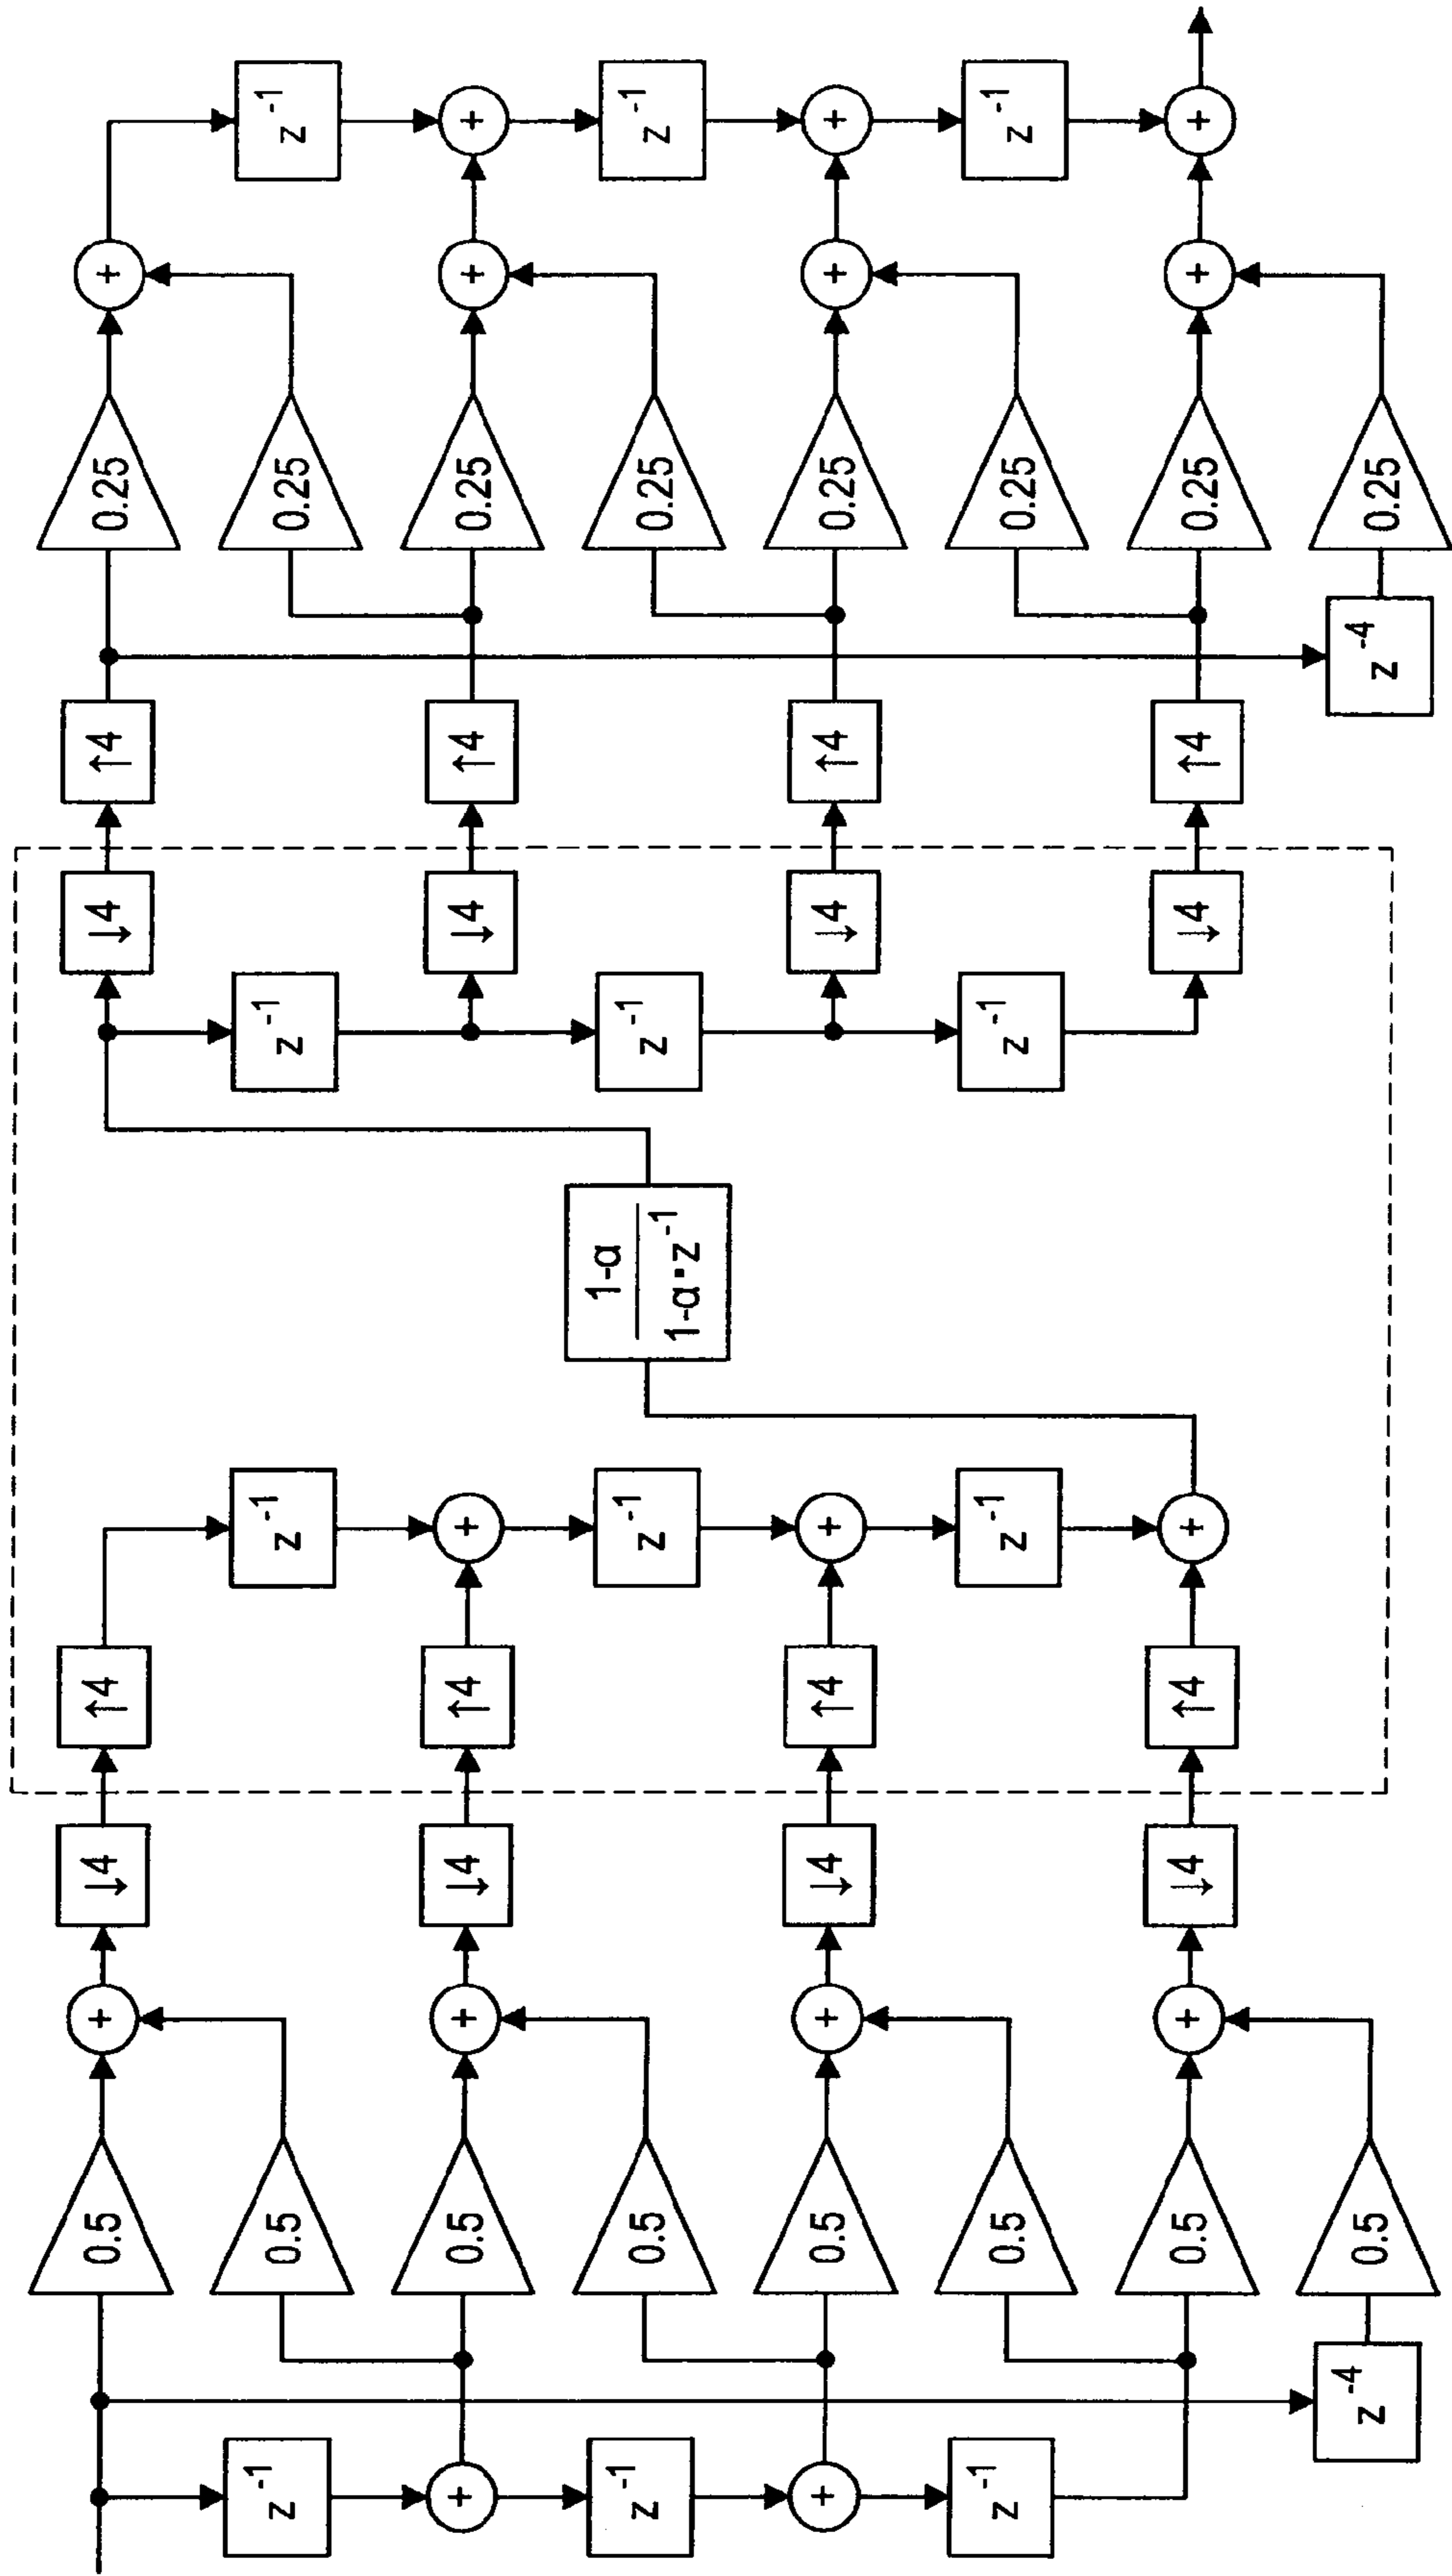 0.5 + ↓4 ↑4 ↓4 ↑4 0.25 +
z⁻¹ 0.5 z⁻¹ z⁻¹ 0.25 z⁻¹
+ 0.5 + ↓4 ↑4 + ↓4 ↑4 0.25 + +
z⁻¹ 0.5 z⁻¹
1-α
1-α·z⁻¹
z⁻¹ 0.25 z⁻¹
+ 0.5 + ↓4 ↑4 + ↓4 ↑4 0.25 + +
z⁻¹ 0.5 z⁻¹ z⁻¹ 0.25 z⁻¹
0.5 + ↓4 ↑4 + ↓4 ↑4 0.25 + +
z⁻⁴ 0.5 z⁻⁴ 0.25